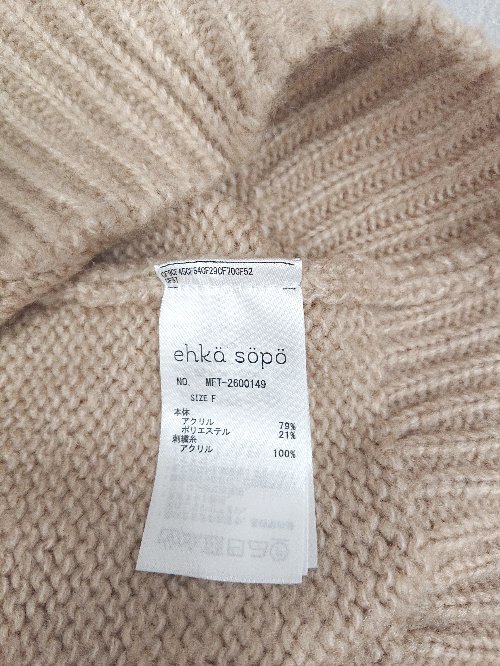 ehkä söpö
NO. MFT-2600149
SIZE F
本体
アクリル 79%
ポリエステル 21%
刺繍糸
アクリル 100%